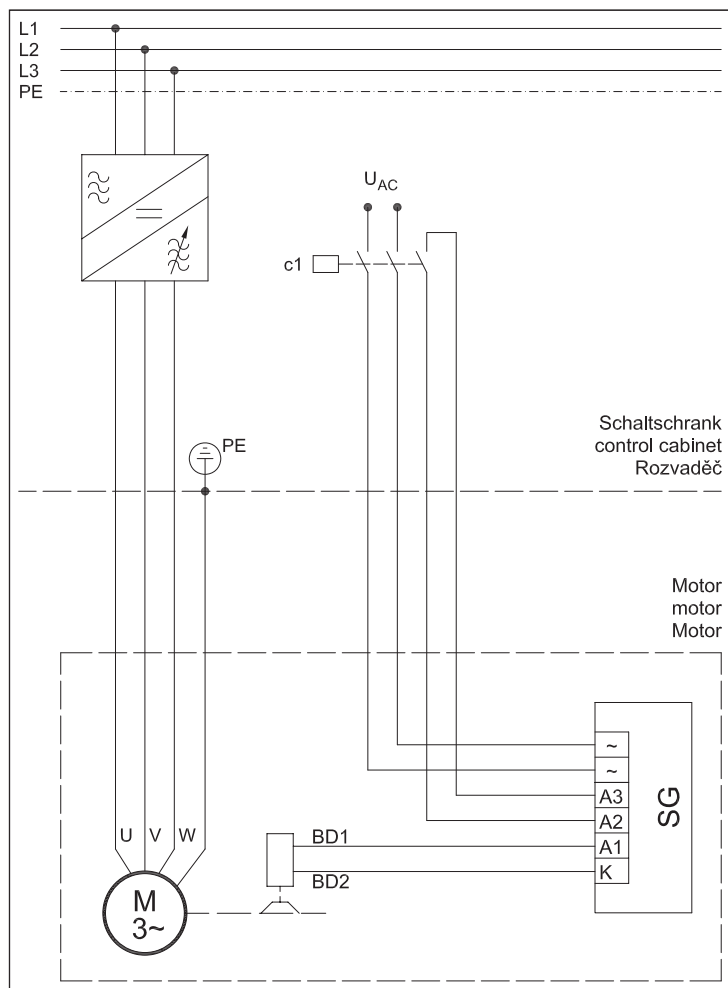 L1
L2
L3
PE
U_AC
c1
PE
Schaltschrank
control cabinet
Rozvaděč
Motor
motor
Motor
~
~
A3
A2
A1
K
SG
U V W
BD1
BD2
M
3~